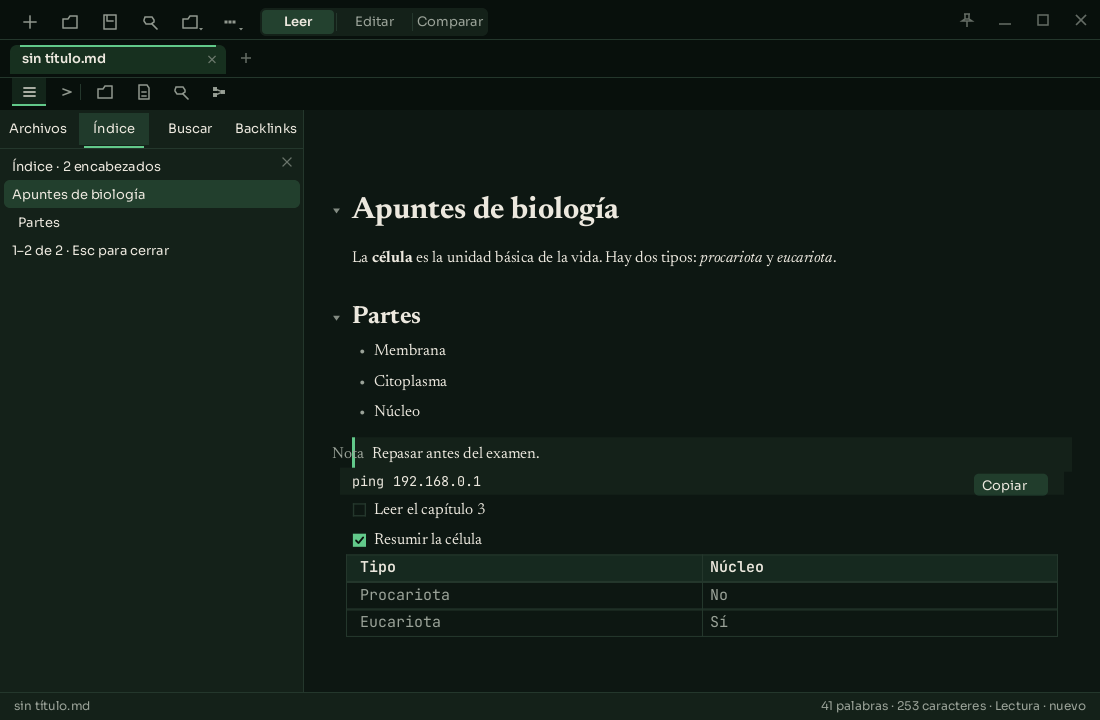 Leer Editar Comparar
sin título.md
Archivos Índice Buscar Backlinks
Índice · 2 encabezados
Apuntes de biología
Partes
1–2 de 2 · Esc para cerrar
Apuntes de biología
La célula es la unidad básica de la vida. Hay dos tipos: procariota y eucariota.
Partes
• Membrana
• Citoplasma
• Núcleo
Nota Repasar antes del examen.
ping 192.168.0.1
Copiar
Leer el capítulo 3
Resumir la célula
Tipo Núcleo
Procariota No
Eucariota Sí
sin título.md
41 palabras · 253 caracteres · Lectura · nuevo